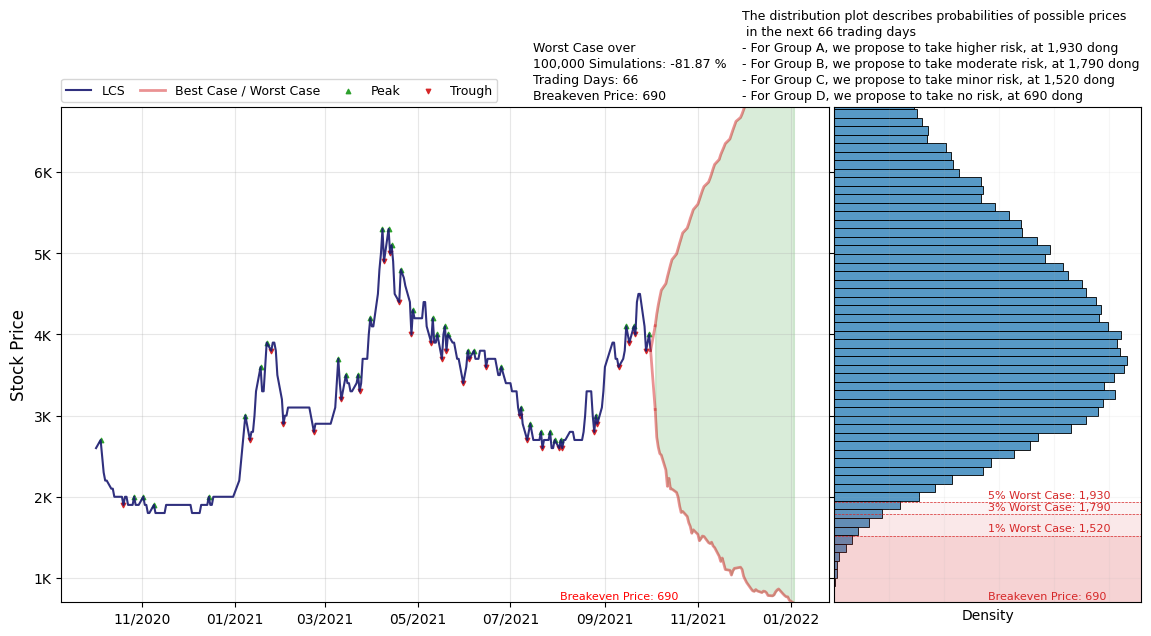 The distribution plot describes probabilities of possible prices
in the next 66 trading days
- For Group A, we propose to take higher risk, at 1,930 dong
- For Group B, we propose to take moderate risk, at 1,790 dong
- For Group C, we propose to take minor risk, at 1,520 dong
- For Group D, we propose to take no risk, at 690 dong
Worst Case over
100,000 Simulations: -81.87 %
Trading Days: 66
Breakeven Price: 690
LCS
Best Case / Worst Case
Peak
Trough
Stock Price
6K
5K
4K
3K
2K
1K
Breakeven Price: 690
11/2020
01/2021
03/2021
05/2021
07/2021
09/2021
11/2021
01/2022
5% Worst Case: 1,930
3% Worst Case: 1,790
1% Worst Case: 1,520
Breakeven Price: 690
Density